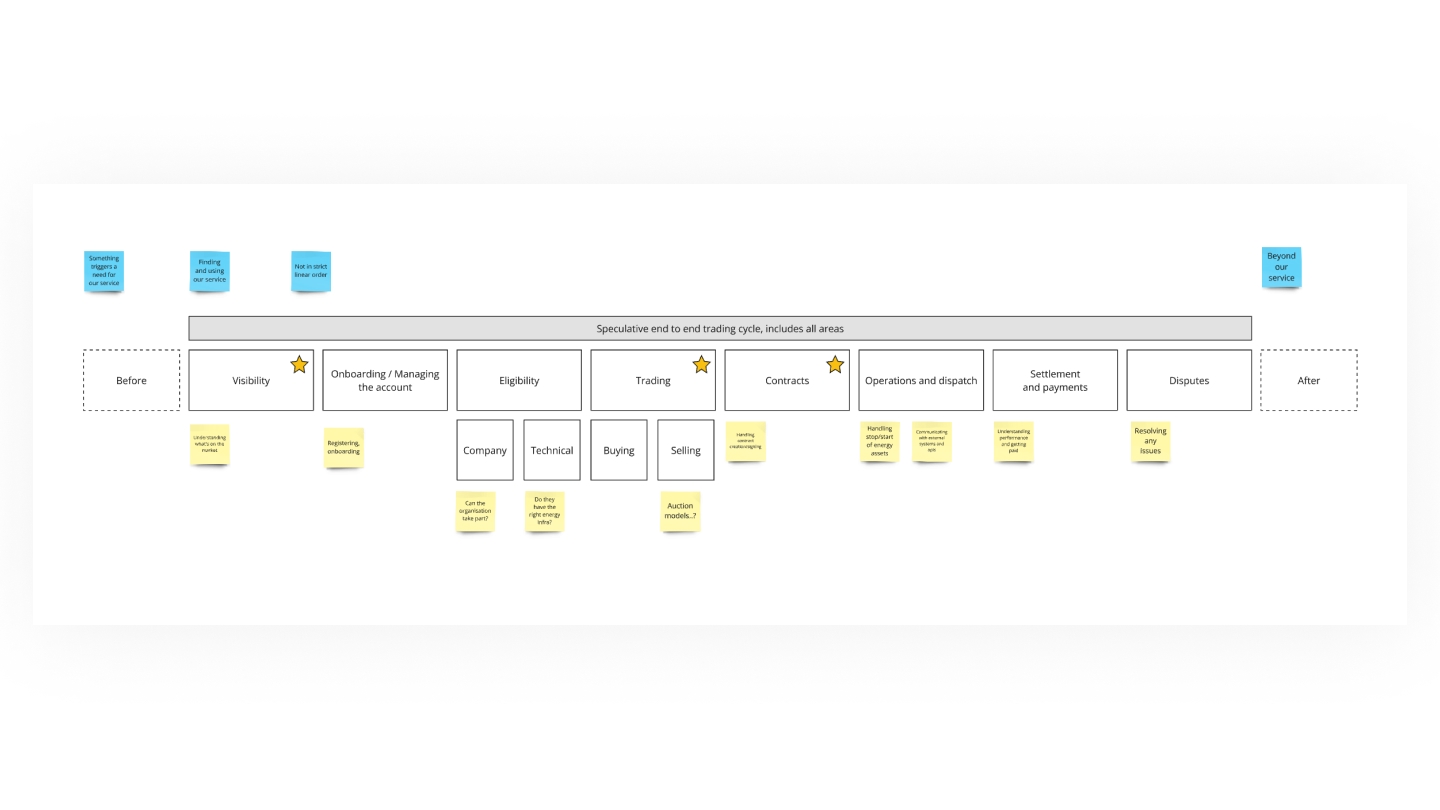 Something
triggers a
need for
our service
Finding
and using
our service
Not in strict
linear order
Beyond
our
service
Speculative end to end trading cycle, includes all areas
Before
Visibility
Onboarding / Managing
the account
Eligibility
Trading
Contracts
Operations and dispatch
Settlement
and payments
Disputes
After
Understanding
what's on the
market
Registering,
onboarding
Company
Technical
Buying
Selling
Handling
contract
creation/signing
Handling
stop/start
of energy
assets
Communicating
with external
systems and
apis
Understanding
performance
and getting
paid
Resolving
any
issues
Can the
organisation
take part?
Do they
have the
right energy
infra?
Auction
models..?